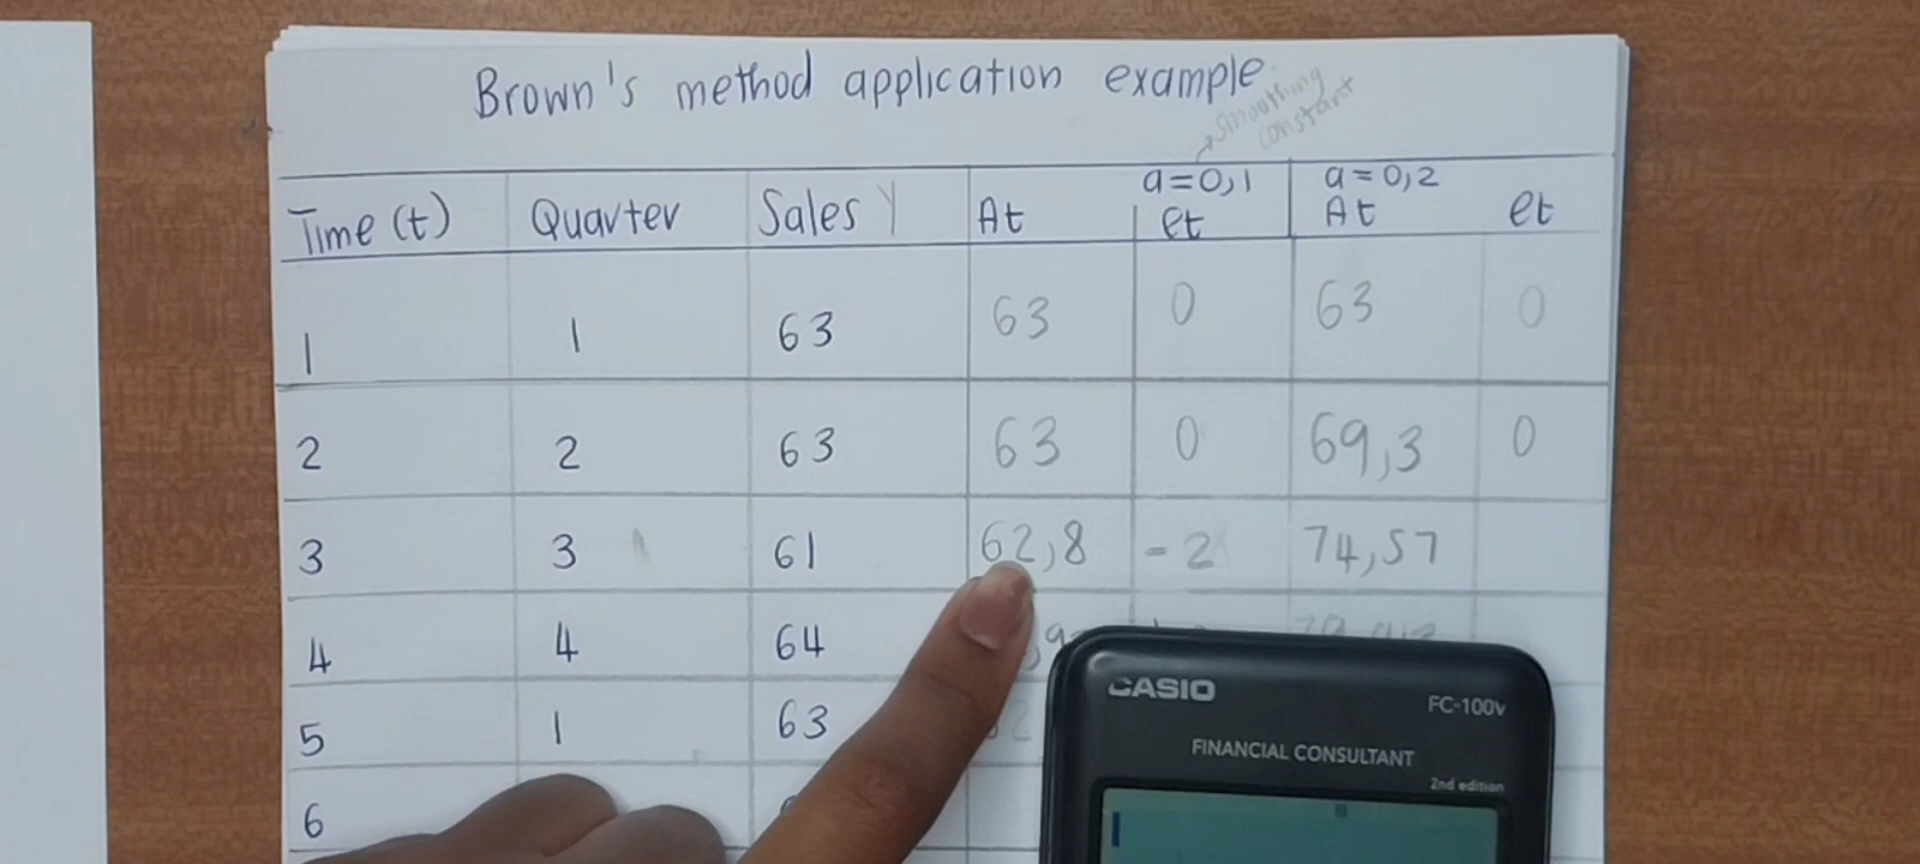 Brown's method application example
smoothing
constant
a=0,1 a=0,2
Time (t) Quarter Sales Y At et At et
1 1 63 63 0 63 0
2 2 63 63 0 69,3 0
3 3 61 62,8 -2 74,57
4 4 64
5 1 63
6
CASIO
FC-100V
FINANCIAL CONSULTANT
2nd edition